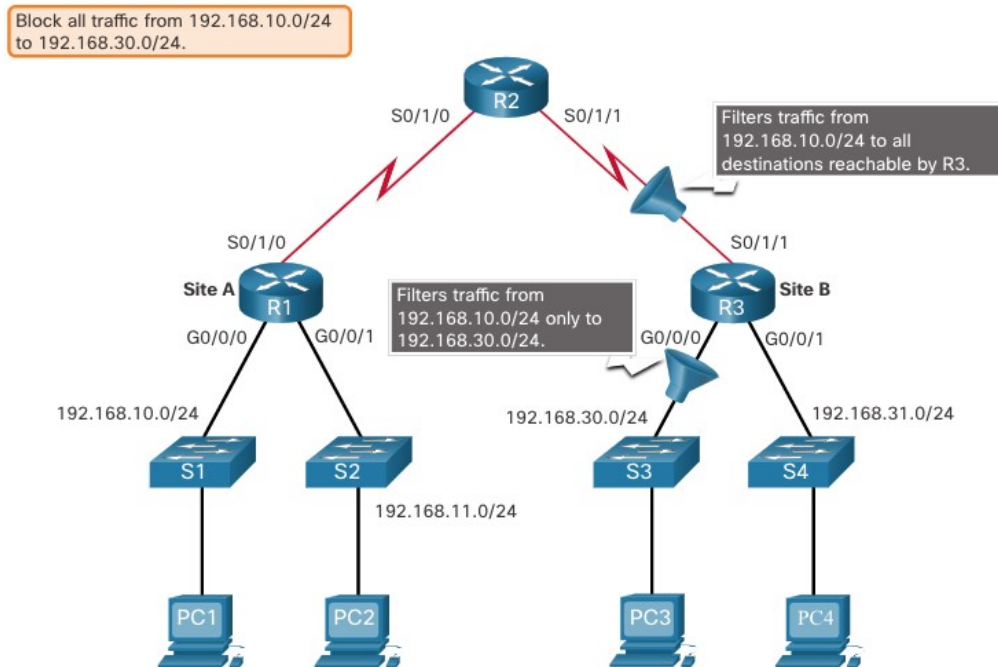 Block all traffic from 192.168.10.0/24
to 192.168.30.0/24.
R2
S0/1/0
S0/1/1
Filters traffic from
192.168.10.0/24 to all
destinations reachable by R3.
S0/1/0
S0/1/1
Site A
R1
Filters traffic from
192.168.10.0/24 only to
192.168.30.0/24.
R3
Site B
G0/0/0
G0/0/1
G0/0/0
G0/0/1
192.168.10.0/24
192.168.30.0/24
192.168.31.0/24
S1
S2
S3
S4
192.168.11.0/24
PC1
PC2
PC3
PC4